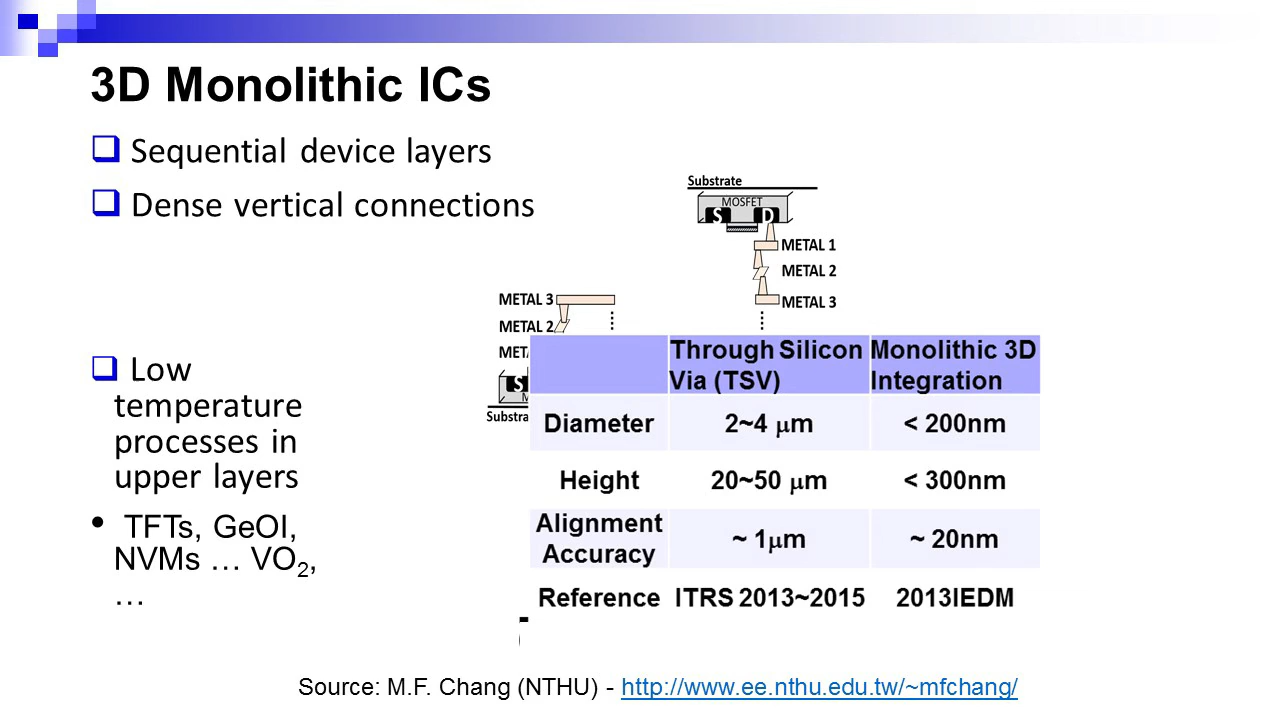 3D Monolithic ICs
Sequential device layers
Dense vertical connections
Substrate
MOSFET
S D
METAL 1
METAL 2
METAL 3
METAL 3
METAL 2
MET
S
M
Substra
Low
temperature
processes in
upper layers
• TFTs, GeOI,
NVMs … VO₂,
…
Through Silicon Monolithic 3D
Via (TSV) Integration
Diameter 2~4 μm < 200nm
Height 20~50 μm < 300nm
Alignment
Accuracy ~ 1μm ~ 20nm
Reference ITRS 2013~2015 2013IEDM
Source: M.F. Chang (NTHU) - http://www.ee.nthu.edu.tw/~mfchang/